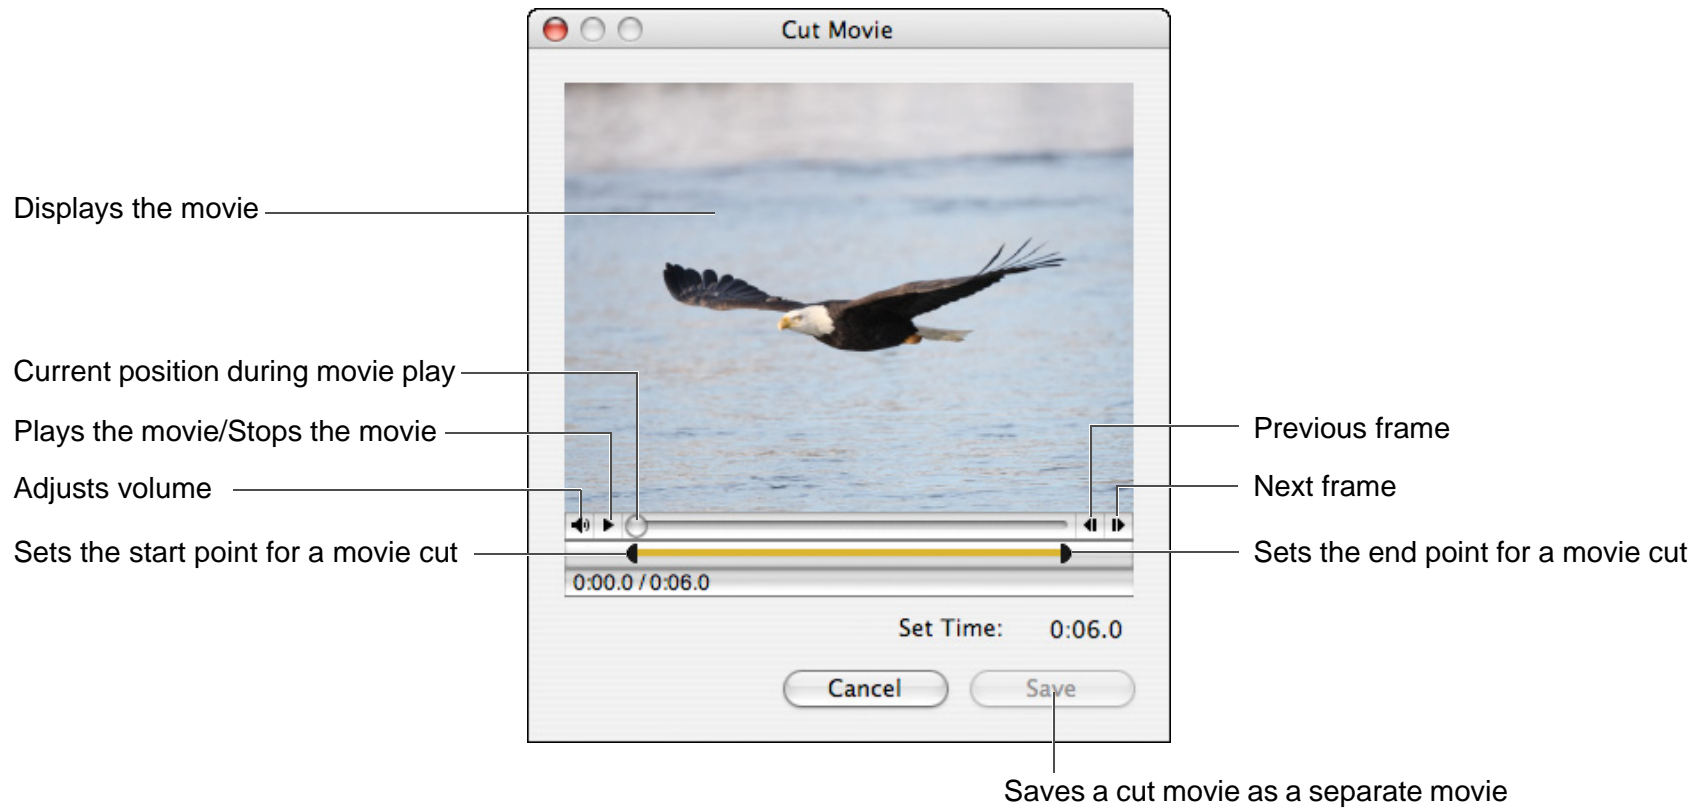 Cut Movie
Displays the movie
Current position during movie play
Plays the movie/Stops the movie
Previous frame
Adjusts volume
Next frame
Sets the start point for a movie cut
Sets the end point for a movie cut
0:00.0 / 0:06.0
Set Time: 0:06.0
Cancel
Save
Saves a cut movie as a separate movie